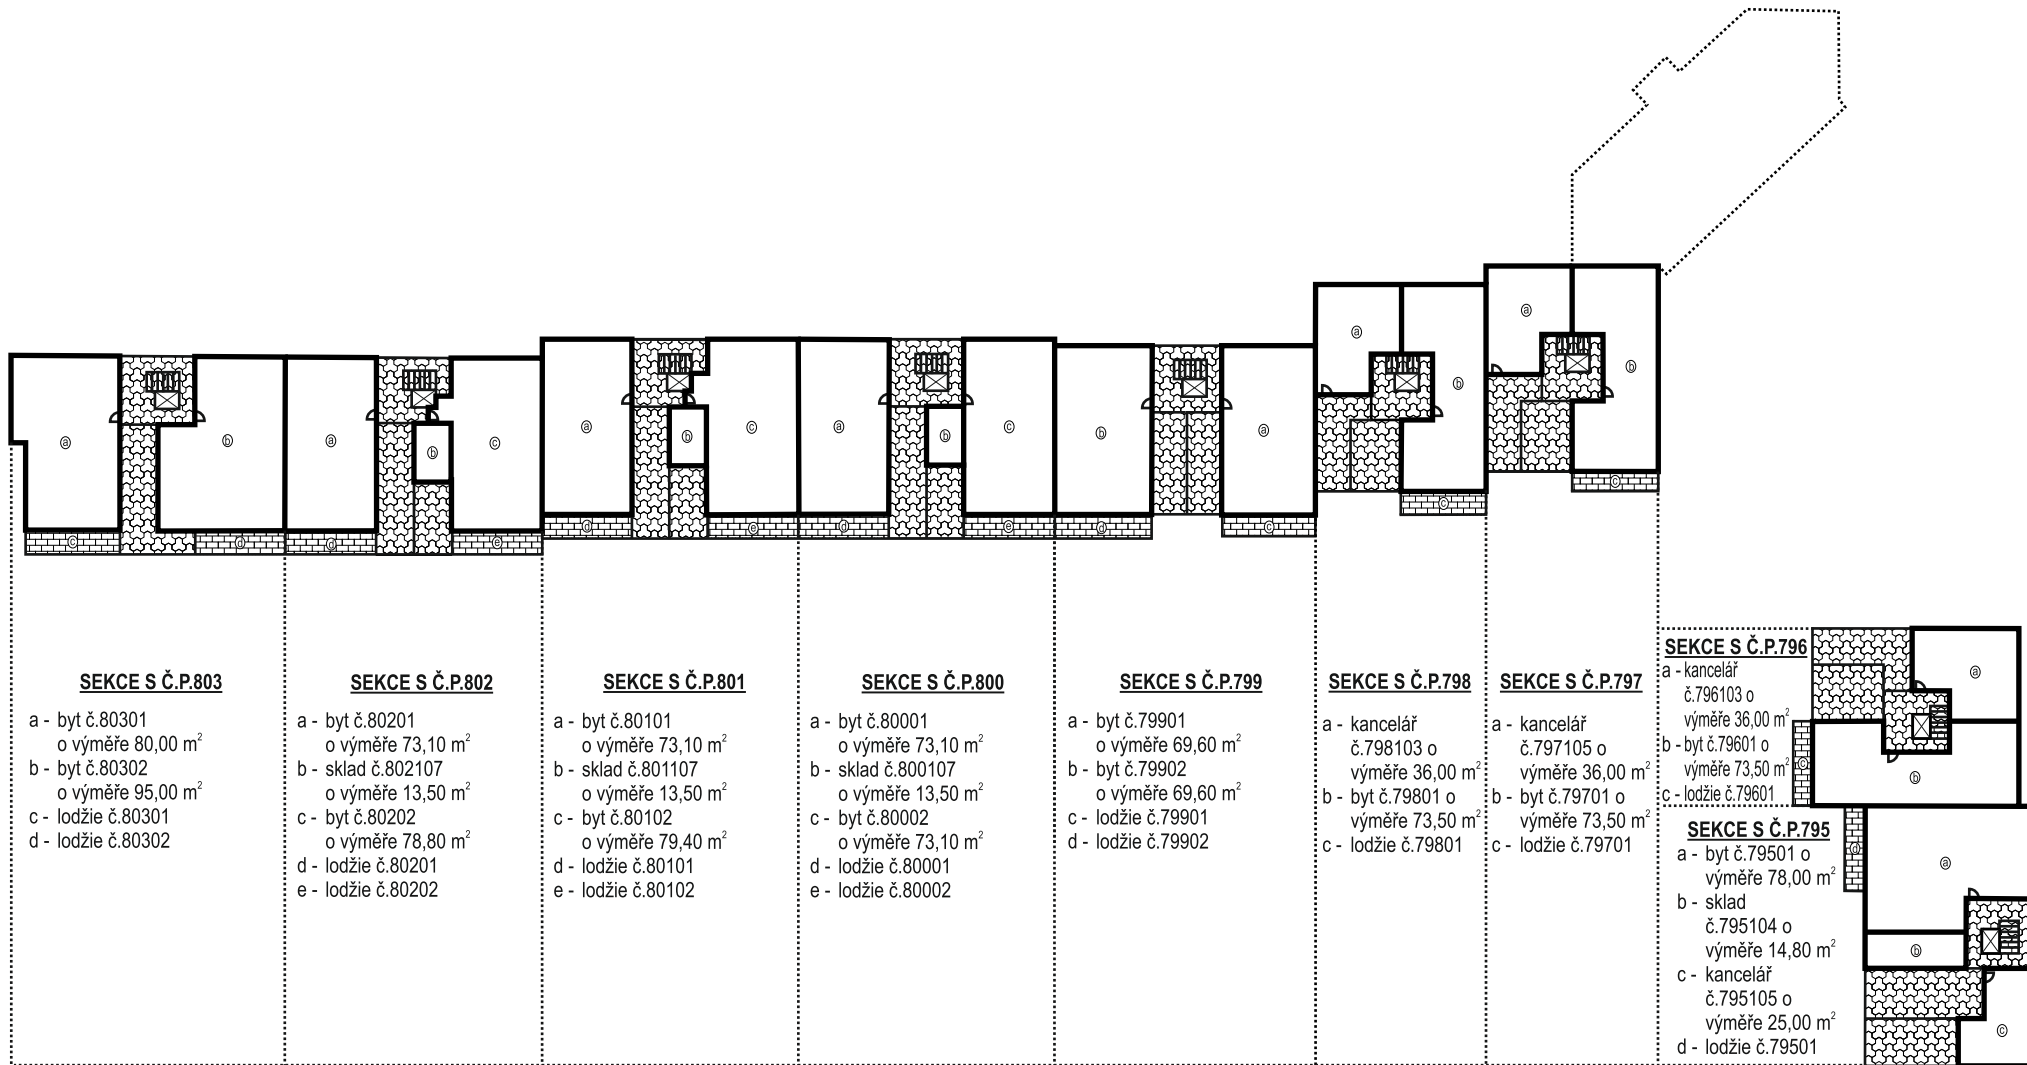 a
b
c
d
a
b
c
d
e
a
b
c
d
e
a
b
c
d
e
b
a
d
c
a
b
c
a
b
c
SEKCE S Č.P.803
a - byt č.80301
o výměře 80,00 m²
b - byt č.80302
o výměře 95,00 m²
c - lodžie č.80301
d - lodžie č.80302
SEKCE S Č.P.802
a - byt č.80201
o výměře 73,10 m²
b - sklad č.802107
o výměře 13,50 m²
c - byt č.80202
o výměře 78,80 m²
d - lodžie č.80201
e - lodžie č.80202
SEKCE S Č.P.801
a - byt č.80101
o výměře 73,10 m²
b - sklad č.801107
o výměře 13,50 m²
c - byt č.80102
o výměře 79,40 m²
d - lodžie č.80101
e - lodžie č.80102
SEKCE S Č.P.800
a - byt č.80001
o výměře 73,10 m²
b - sklad č.800107
o výměře 13,50 m²
c - byt č.80002
o výměře 73,10 m²
d - lodžie č.80001
e - lodžie č.80002
SEKCE S Č.P.799
a - byt č.79901
o výměře 69,60 m²
b - byt č.79902
o výměře 69,60 m²
c - lodžie č.79901
d - lodžie č.79902
SEKCE S Č.P.798
a - kancelář
č.798103 o
výměře 36,00 m²
b - byt č.79801 o
výměře 73,50 m²
c - lodžie č.79801
SEKCE S Č.P.797
a - kancelář
č.797105 o
výměře 36,00 m²
b - byt č.79701 o
výměře 73,50 m²
c - lodžie č.79701
SEKCE S Č.P.796
a - kancelář
č.796103 o
výměře 36,00 m²
b - byt č.79601 o
výměře 73,50 m²
c - lodžie č.79601
a
c
b
SEKCE S Č.P.795
a - byt č.79501 o
výměře 78,00 m²
b - sklad
č.795104 o
výměře 14,80 m²
c - kancelář
č.795105 o
výměře 25,00 m²
d - lodžie č.79501
d
a
b
c